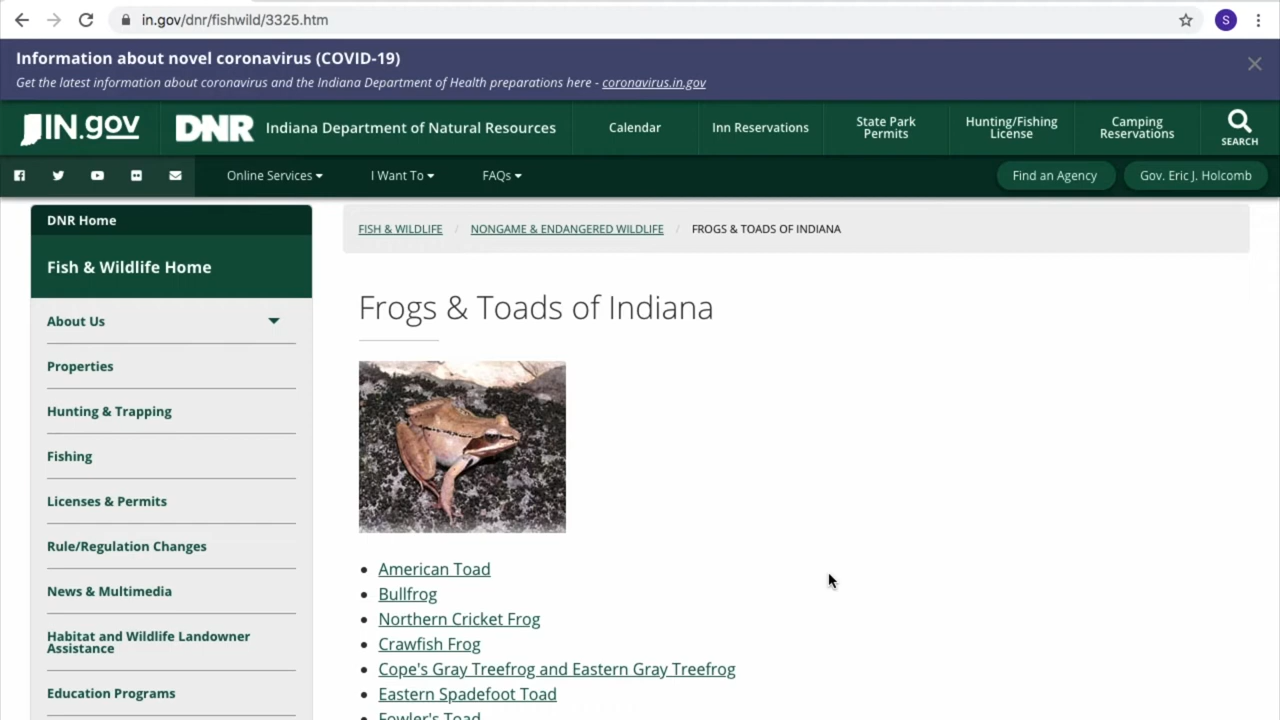 in.gov/dnr/fishwild/3325.htm
S
Information about novel coronavirus (COVID-19)
Get the latest information about coronavirus and the Indiana Department of Health preparations here - coronavirus.in.gov
IN.gov
DNR Indiana Department of Natural Resources
Calendar
Inn Reservations
State Park
Permits
Hunting/Fishing
License
Camping
Reservations
SEARCH
Online Services
I Want To
FAQs
Find an Agency
Gov. Eric J. Holcomb
DNR Home
Fish & Wildlife Home
About Us
Properties
Hunting & Trapping
Fishing
Licenses & Permits
Rule/Regulation Changes
News & Multimedia
Habitat and Wildlife Landowner
Assistance
Education Programs
FISH & WILDLIFE / NONGAME & ENDANGERED WILDLIFE / FROGS & TOADS OF INDIANA
Frogs & Toads of Indiana
American Toad
Bullfrog
Northern Cricket Frog
Crawfish Frog
Cope's Gray Treefrog and Eastern Gray Treefrog
Eastern Spadefoot Toad
Fowler's Toad